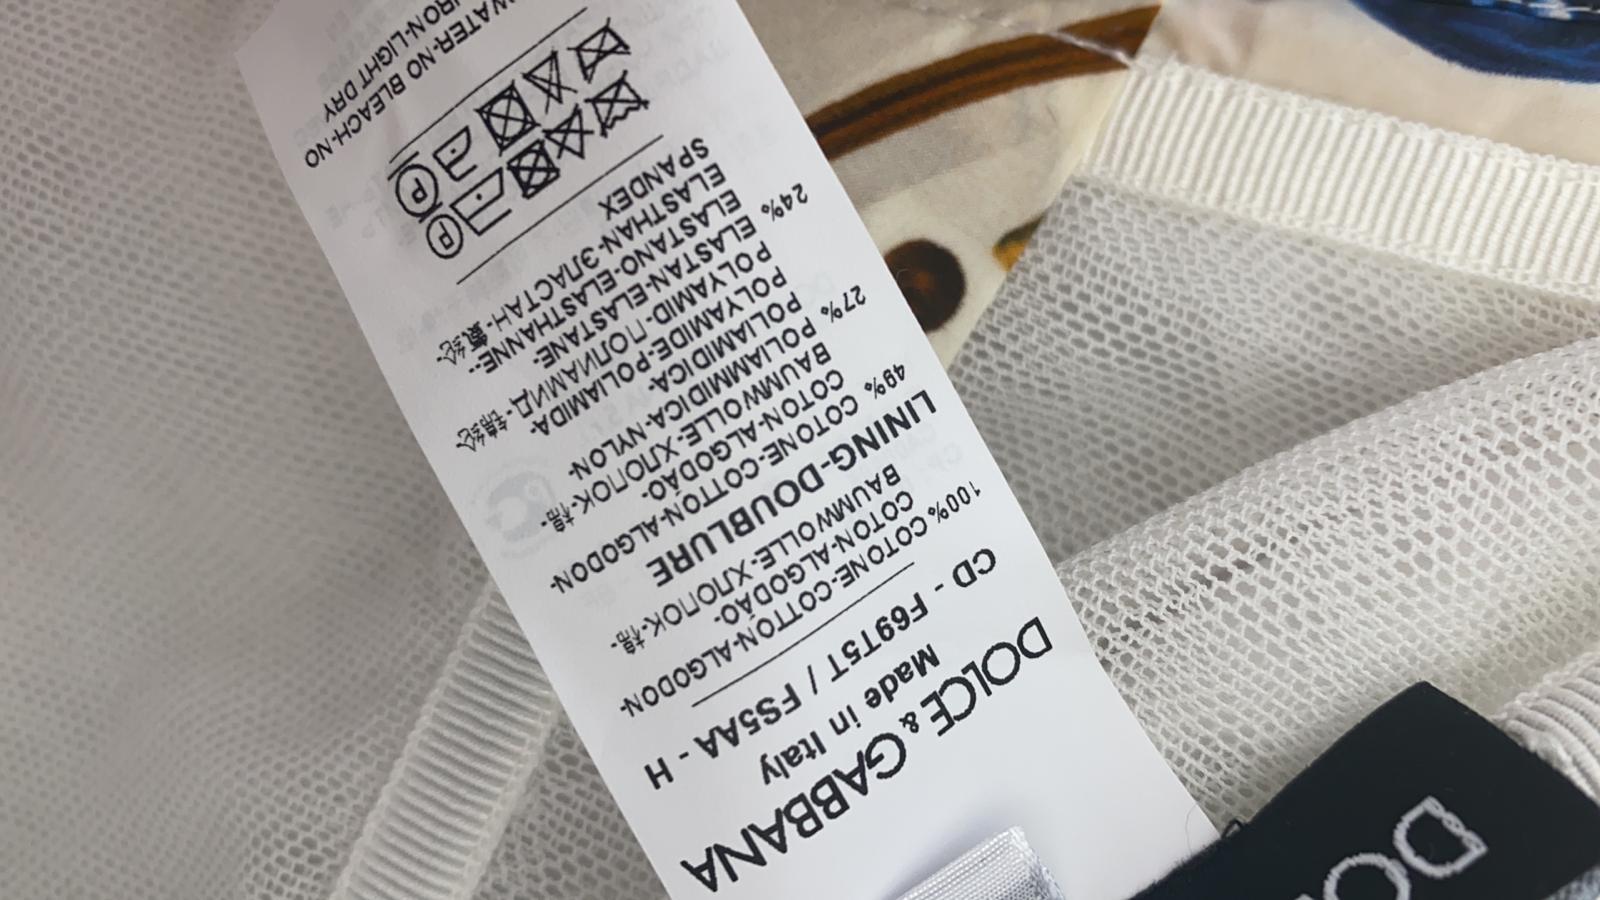 DOLCE & GABBANA
Made in Italy
CD - F69T5T / FS5AA - H
100% COTONE-COTTON-ALGODON-
COTON-ALGODÃO-
BAUMWOLLE-ХЛОПОК-棉-
LINING-DOUBLURE
49% COTONE-COTTON-ALGODON-
COTON-ALGODÃO-
BAUMWOLLE-ХЛОПОК-棉-
27% POLIAMMIDICA-NYLON-
POLIAMIDICA-
POLYAMIDE-POLIAMIDA-
POLYAMID-ПОЛИАМИД-锦纶
24% ELASTAN-ELASTANE-
ELASTANO-ELASTHANNE--
ELASTHAN-ЭЛАСТАН-氨纶-
SPANDEX
P
P
WATER-NO BLEACH-NO
IRON-LIGHT DRY
DO